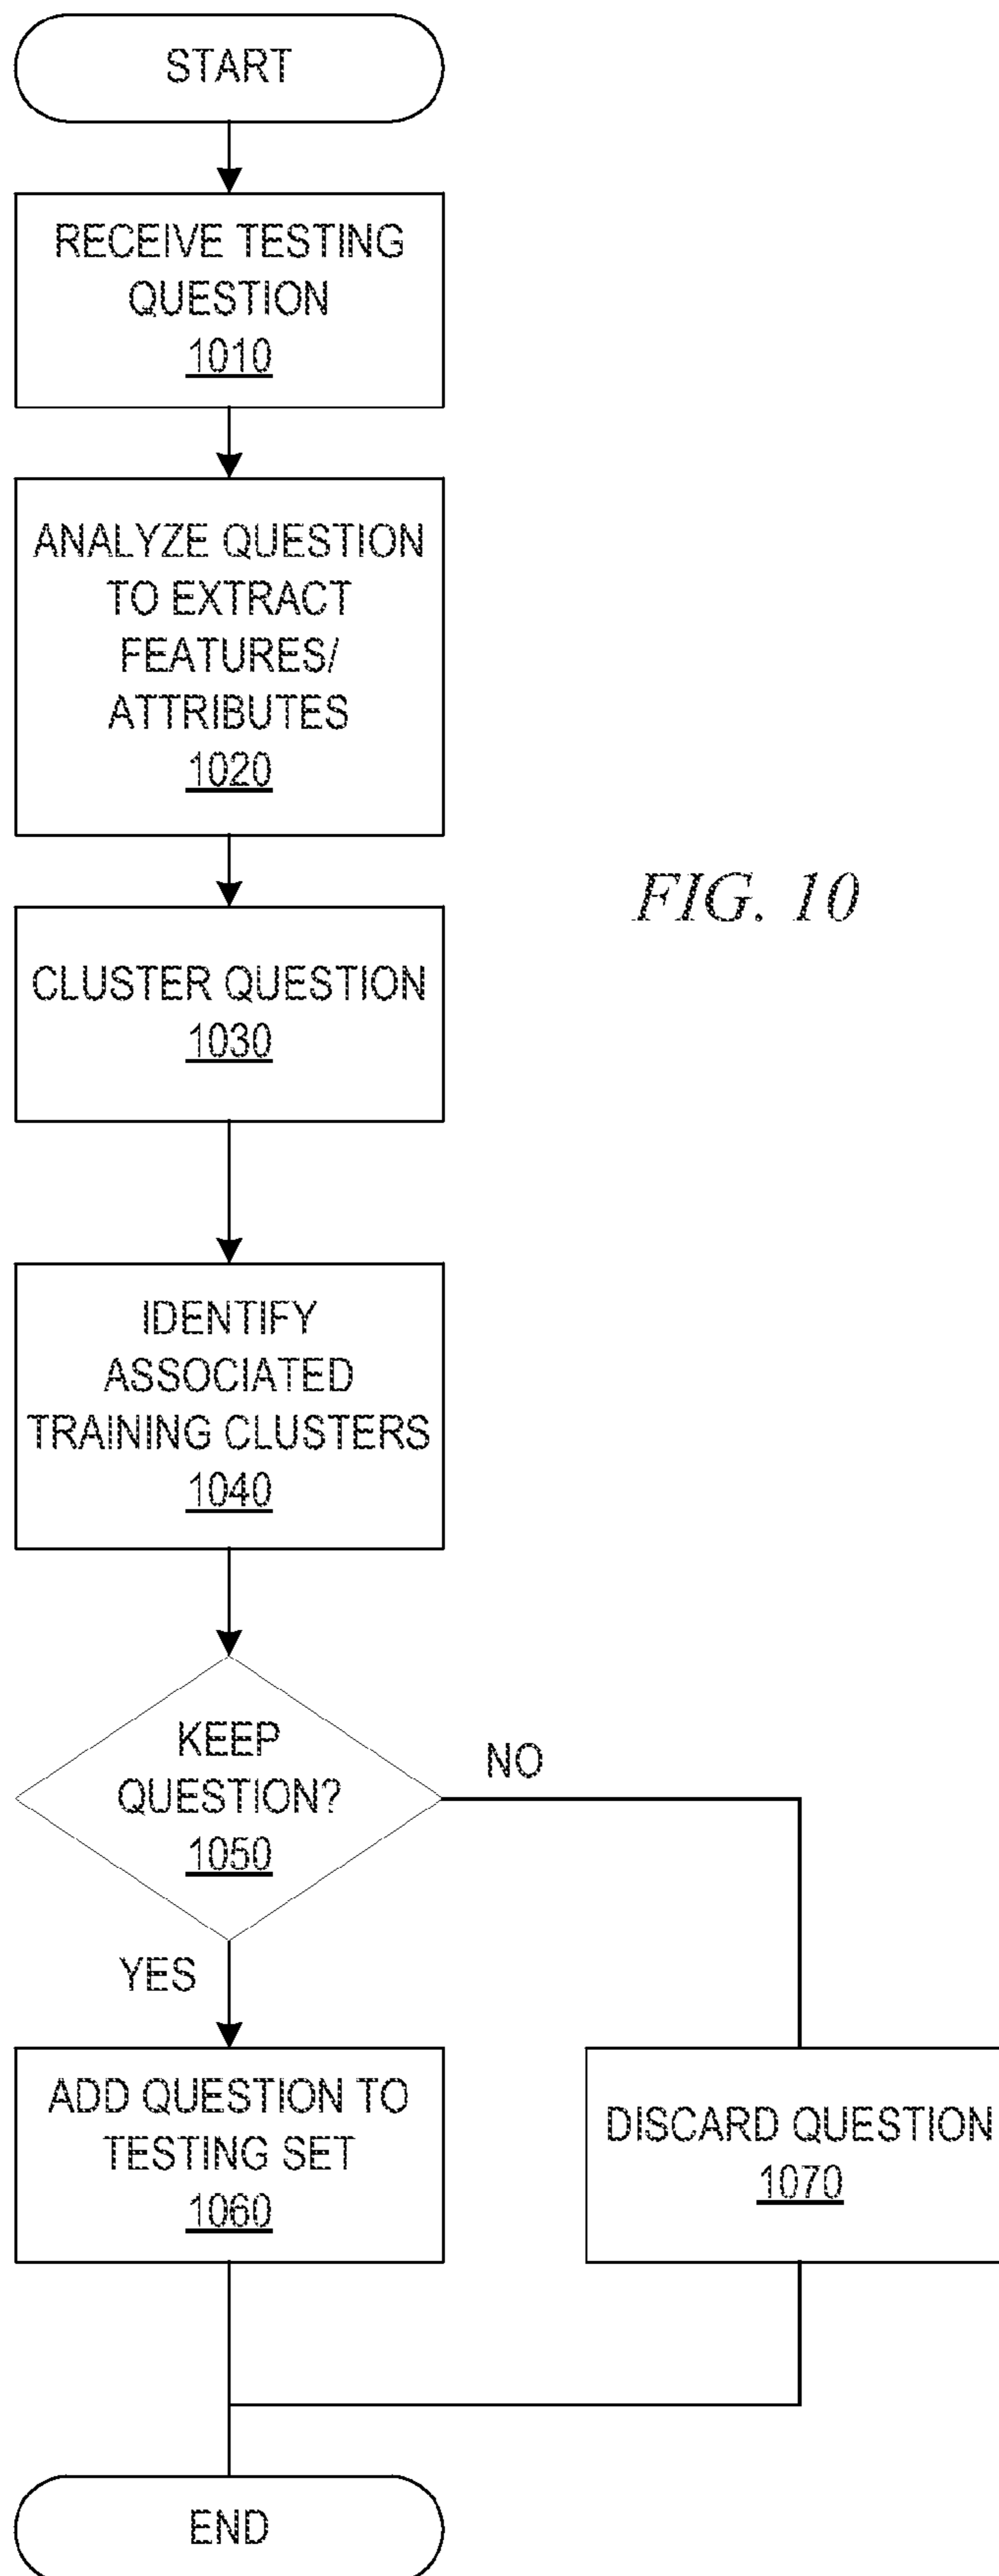 START
RECEIVE TESTING
QUESTION
1010
ANALYZE QUESTION
TO EXTRACT
FEATURES/
ATTRIBUTES
1020
FIG. 10
CLUSTER QUESTION
1030
IDENTIFY
ASSOCIATED
TRAINING CLUSTERS
1040
KEEP
QUESTION?
1050
NO
YES
ADD QUESTION TO
TESTING SET
1060
DISCARD QUESTION
1070
END